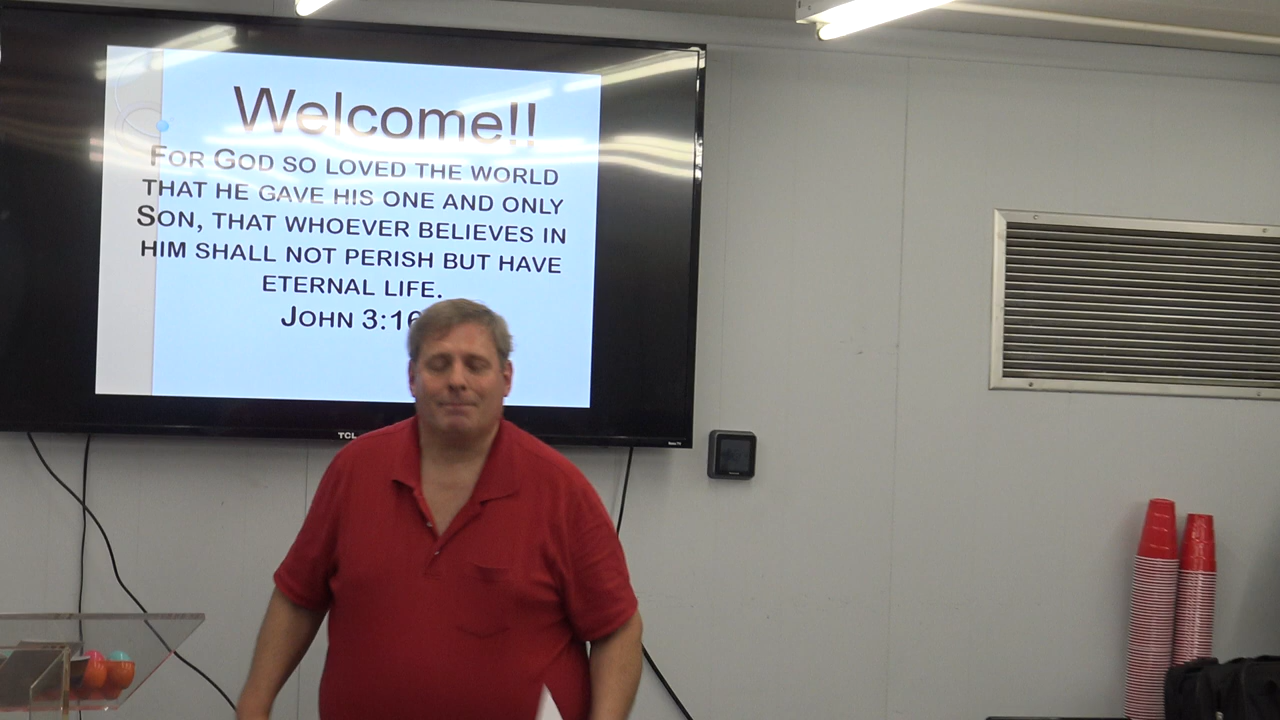 Welcome!!
FOR GOD SO LOVED THE WORLD
THAT HE GAVE HIS ONE AND ONLY
SON, THAT WHOEVER BELIEVES IN
HIM SHALL NOT PERISH BUT HAVE
ETERNAL LIFE.
JOHN 3:16
TCL